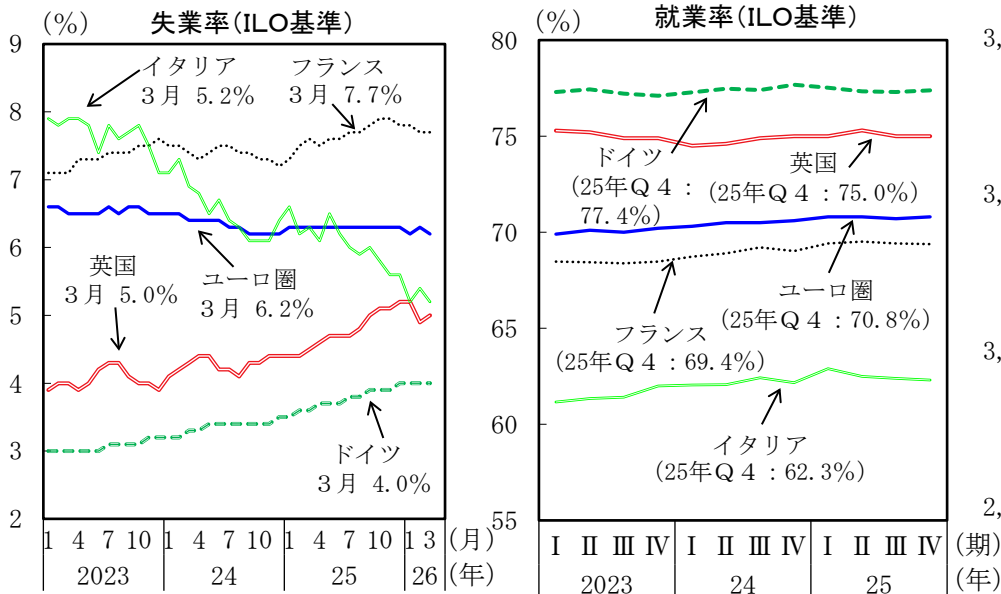 失業率(ILO基準)
(%)
9
8
7
6
5
4
3
2
イタリア
3月 5.2%
フランス
3月 7.7%
英国
3月 5.0%
ユーロ圏
3月 6.2%
ドイツ
3月 4.0%
1 4 7 10 1 4 7 10 1 4 7 10 1 3 (月)
2023 24 25 26 (年)
就業率(ILO基準)
(%)
80
75
70
65
60
55
ドイツ
(25年Q4:
77.4%)
英国
(25年Q4:75.0%)
ユーロ圏
(25年Q4:70.8%)
フランス
(25年Q4:69.4%)
イタリア
(25年Q4:62.3%)
Ⅰ Ⅱ Ⅲ Ⅳ Ⅰ Ⅱ Ⅲ Ⅳ Ⅰ Ⅱ Ⅲ Ⅳ (期)
2023 24 25 (年)
3,
3,
3,
2,